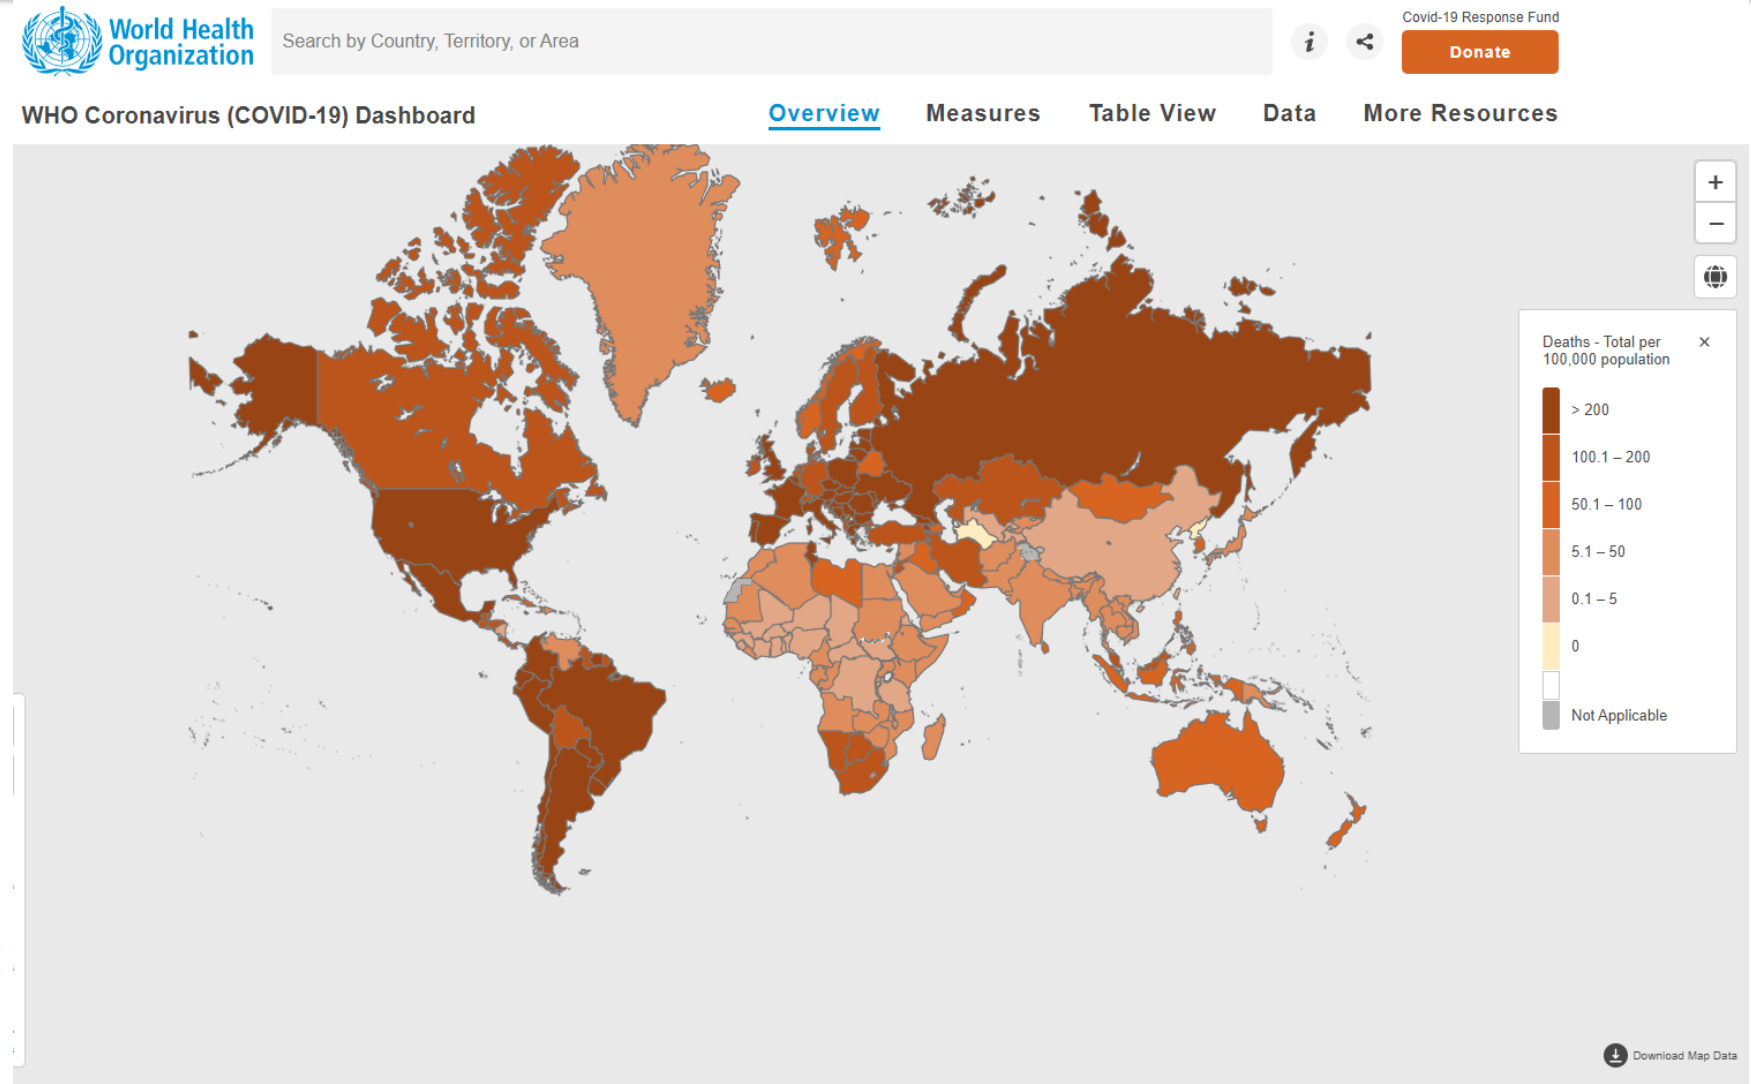 World Health
Organization
Search by Country, Territory, or Area
i
Covid-19 Response Fund
Donate
WHO Coronavirus (COVID-19) Dashboard
Overview
Measures
Table View
Data
More Resources
+
−
Deaths - Total per
100,000 population
×
> 200
100.1 – 200
50.1 – 100
5.1 – 50
0.1 – 5
0
Not Applicable
Download Map Data